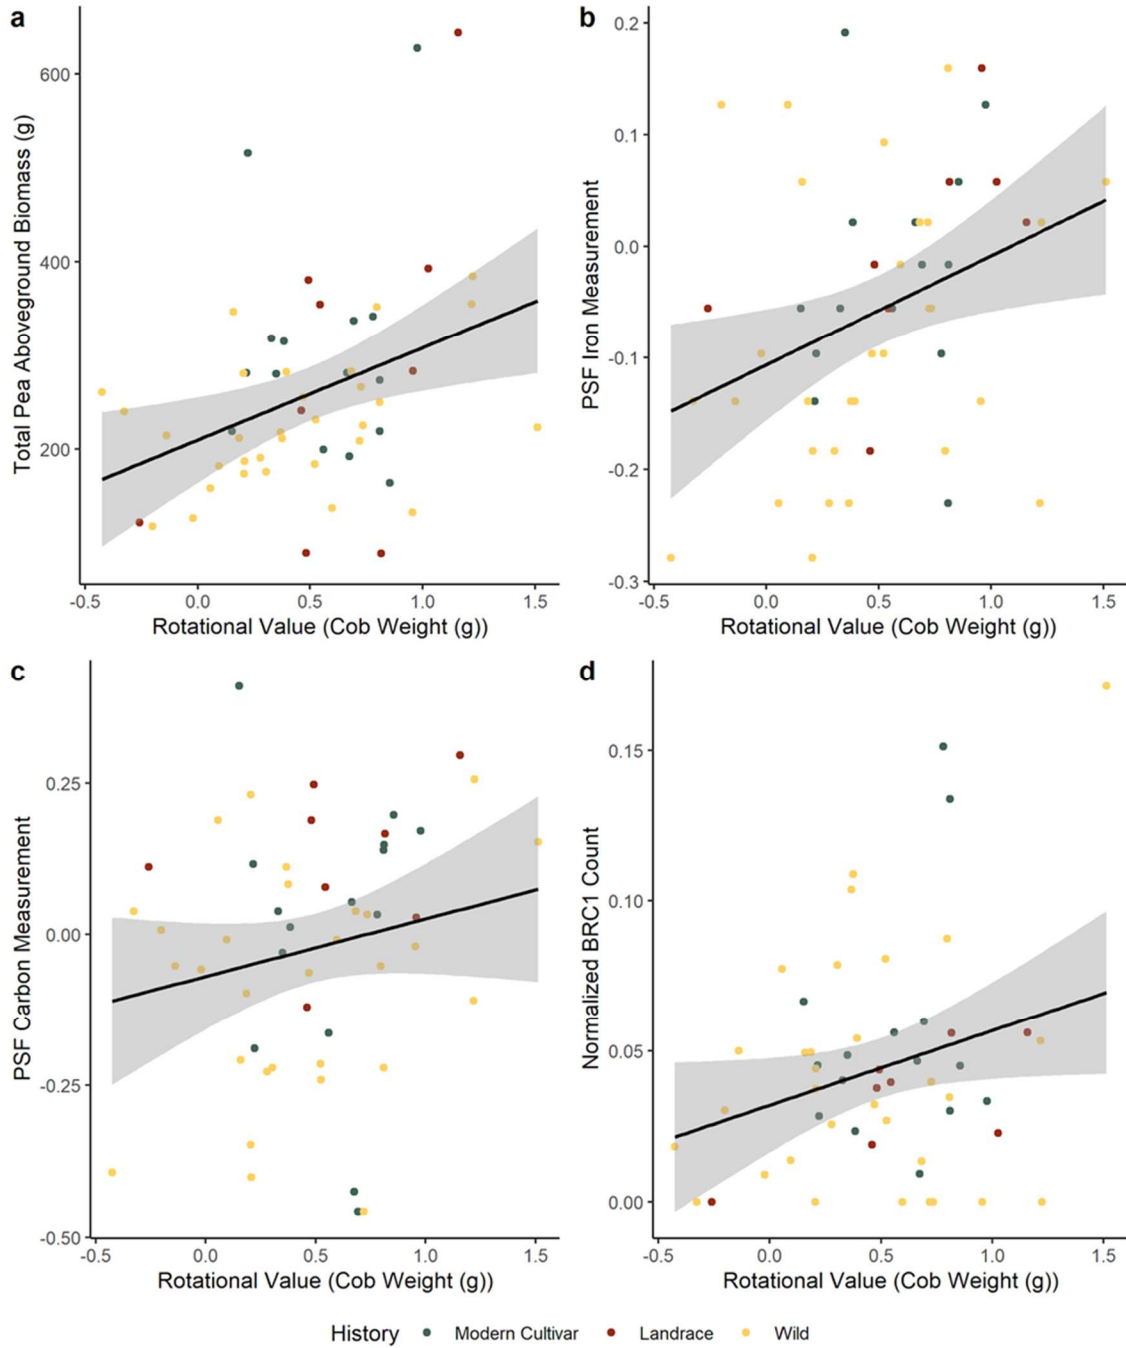 a
Total Pea Aboveground Biomass (g)
600
400
200
-0.5 0.0 0.5 1.0 1.5
Rotational Value (Cob Weight (g))
b
PSF Iron Measurement
0.2
0.1
0.0
-0.1
-0.2
-0.3
-0.5 0.0 0.5 1.0 1.5
Rotational Value (Cob Weight (g))
c
PSF Carbon Measurement
0.25
0.00
-0.25
-0.50
-0.5 0.0 0.5 1.0 1.5
Rotational Value (Cob Weight (g))
d
Normalized BRC1 Count
0.15
0.10
0.05
0.00
-0.5 0.0 0.5 1.0 1.5
Rotational Value (Cob Weight (g))
History Modern Cultivar Landrace Wild